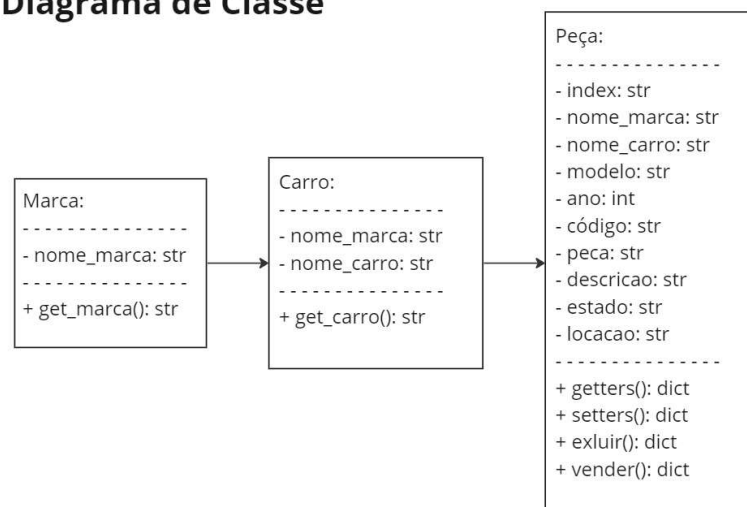 Diagrama de Classe
Marca:
- - - - - - - - - - - - - - -
- nome_marca: str
- - - - - - - - - - - - - - -
+ get_marca(): str
Carro:
- - - - - - - - - - - - - - -
- nome_marca: str
- nome_carro: str
- - - - - - - - - - - - - - -
+ get_carro(): str
Peça:
- - - - - - - - - - - - - - -
- index: str
- nome_marca: str
- nome_carro: str
- modelo: str
- ano: int
- código: str
- peca: str
- descricao: str
- estado: str
- locacao: str
- - - - - - - - - - - - - - -
+ getters(): dict
+ setters(): dict
+ exluir(): dict
+ vender(): dict